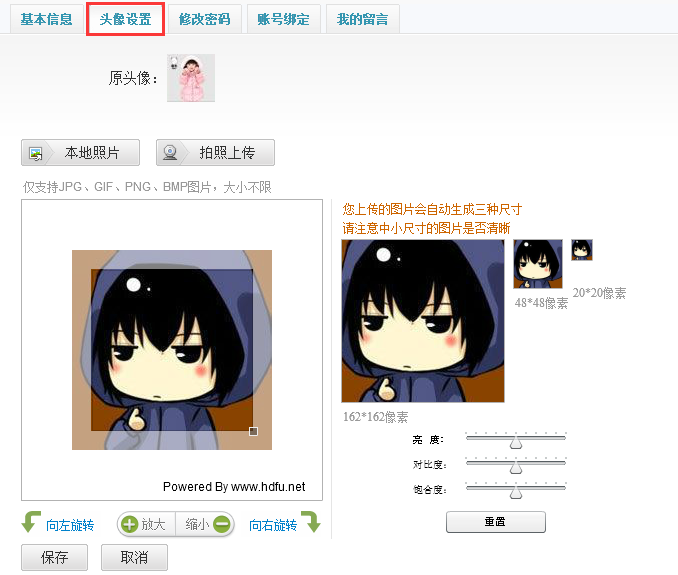 基本信息 头像设置 修改密码 账号绑定 我的留言
原头像：
本地照片 拍照上传
仅支持JPG、GIF、PNG、BMP图片，大小不限
您上传的图片会自动生成三种尺寸
请注意中小尺寸的图片是否清晰
48*48像素 20*20像素
162*162像素
亮 度：
对比度：
饱合度：
Powered By www.hdfu.net
向左旋转 放大 缩小 向右旋转
重置
保存 取消